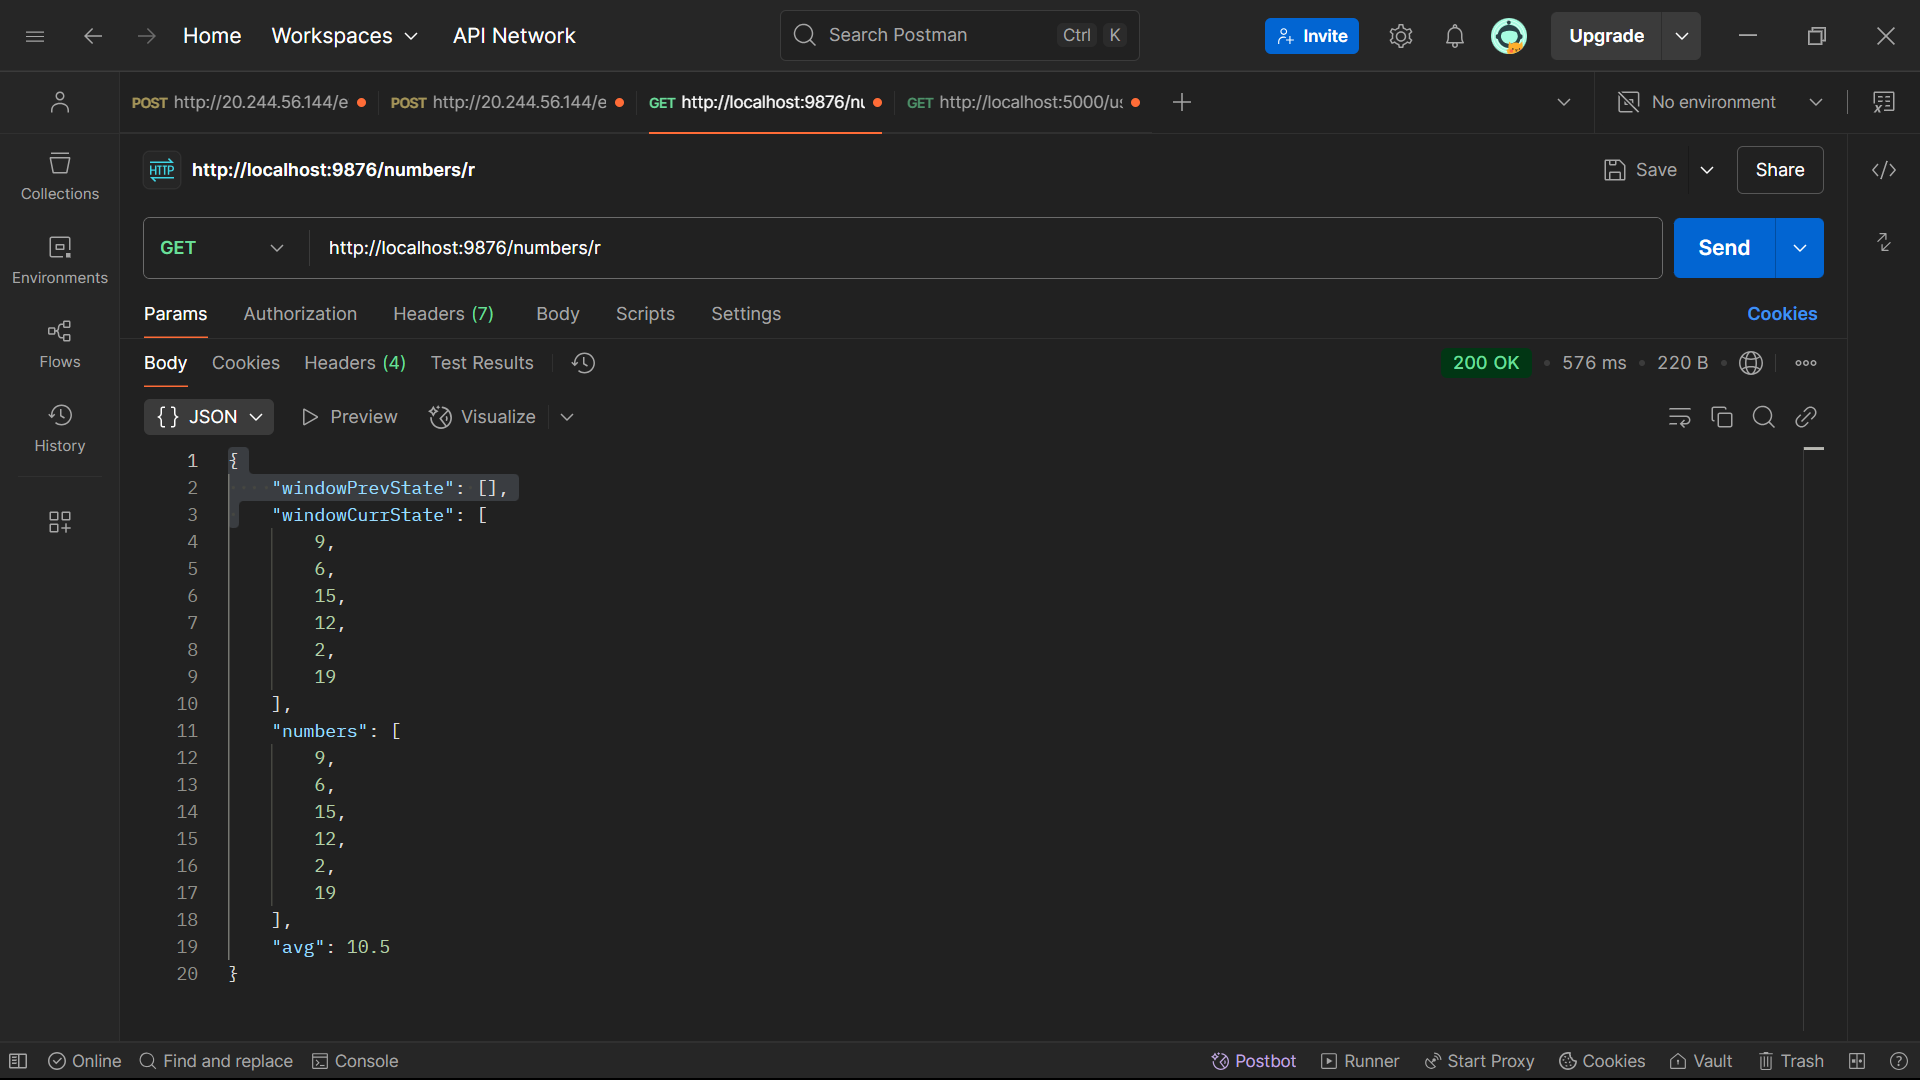 Home Workspaces API Network Search Postman Ctrl K Invite Upgrade
POST http://20.244.56.144/e POST http://20.244.56.144/e GET http://localhost:9876/nu GET http://localhost:5000/us No environment
HTTP http://localhost:9876/numbers/r Save Share
Collections
GET http://localhost:9876/numbers/r Send
Environments
Params Authorization Headers (7) Body Scripts Settings Cookies
Flows
Body Cookies Headers (4) Test Results 200 OK 576 ms 220 B
{} JSON Preview Visualize
History
1 {
2 "windowPrevState": [],
3 "windowCurrState": [
4 9,
5 6,
6 15,
7 12,
8 2,
9 19
10 ],
11 "numbers": [
12 9,
13 6,
14 15,
15 12,
16 2,
17 19
18 ],
19 "avg": 10.5
20 }
Online Find and replace Console Postbot Runner Start Proxy Cookies Vault Trash